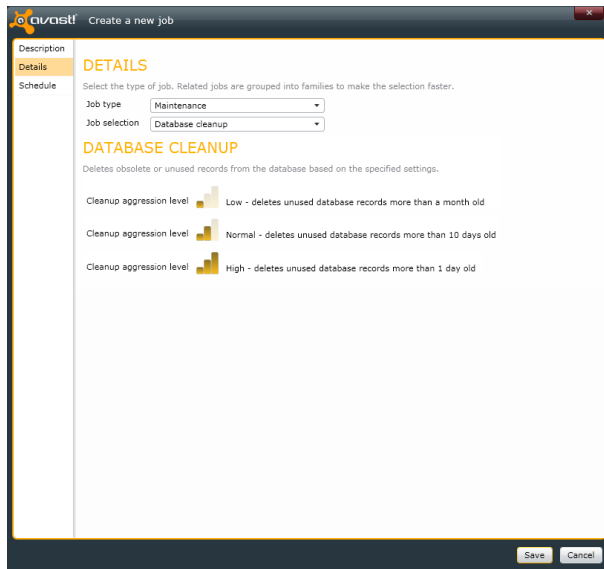 avast! Create a new job
Description
Details
Schedule
DETAILS
Select the type of job. Related jobs are grouped into families to make the selection faster.
Job type Maintenance
Job selection Database cleanup
DATABASE CLEANUP
Deletes obsolete or unused records from the database based on the specified settings.
Cleanup aggression level Low - deletes unused database records more than a month old
Cleanup aggression level Normal - deletes unused database records more than 10 days old
Cleanup aggression level High - deletes unused database records more than 1 day old
Save Cancel